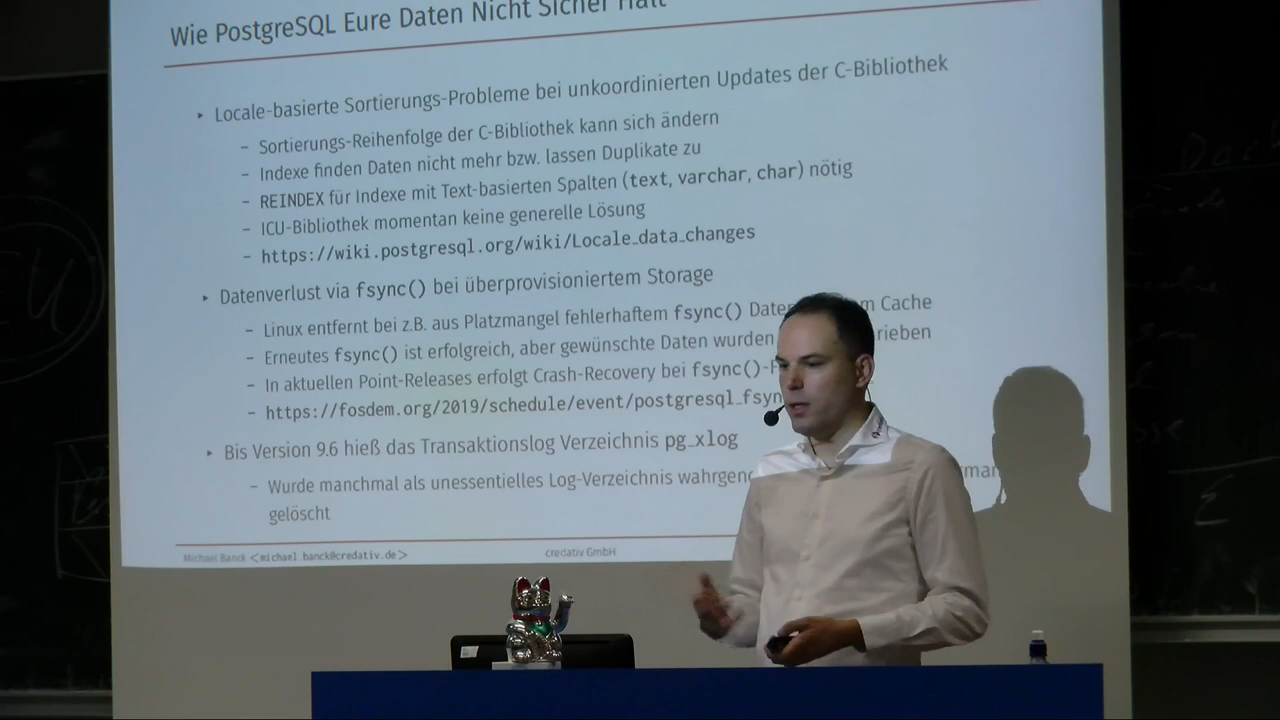 Wie PostgreSQL Eure Daten Nicht Sicher Hält
▸ Locale-basierte Sortierungs-Probleme bei unkoordinierten Updates der C-Bibliothek
– Sortierungs-Reihenfolge der C-Bibliothek kann sich ändern
– Indexe finden Daten nicht mehr bzw. lassen Duplikate zu
– REINDEX für Indexe mit Text-basierten Spalten (text, varchar, char) nötig
– ICU-Bibliothek momentan keine generelle Lösung
– https://wiki.postgresql.org/wiki/Locale_data_changes
▸ Datenverlust via fsync() bei überprovisioniertem Storage
– Linux entfernt bei z.B. aus Platzmangel fehlerhaftem fsync() Date m Cache
– Erneutes fsync() ist erfolgreich, aber gewünschte Daten wurden rieben
– In aktuellen Point-Releases erfolgt Crash-Recovery bei fsync()-F
– https://fosdem.org/2019/schedule/event/postgresql_fsyn
▸ Bis Version 9.6 hieß das Transaktionslog Verzeichnis pg_xlog
– Wurde manchmal als unessentielles Log-Verzeichnis wahrgen man
gelöscht
Michael Banck <michael.banck@credativ.de> credativ GmbH